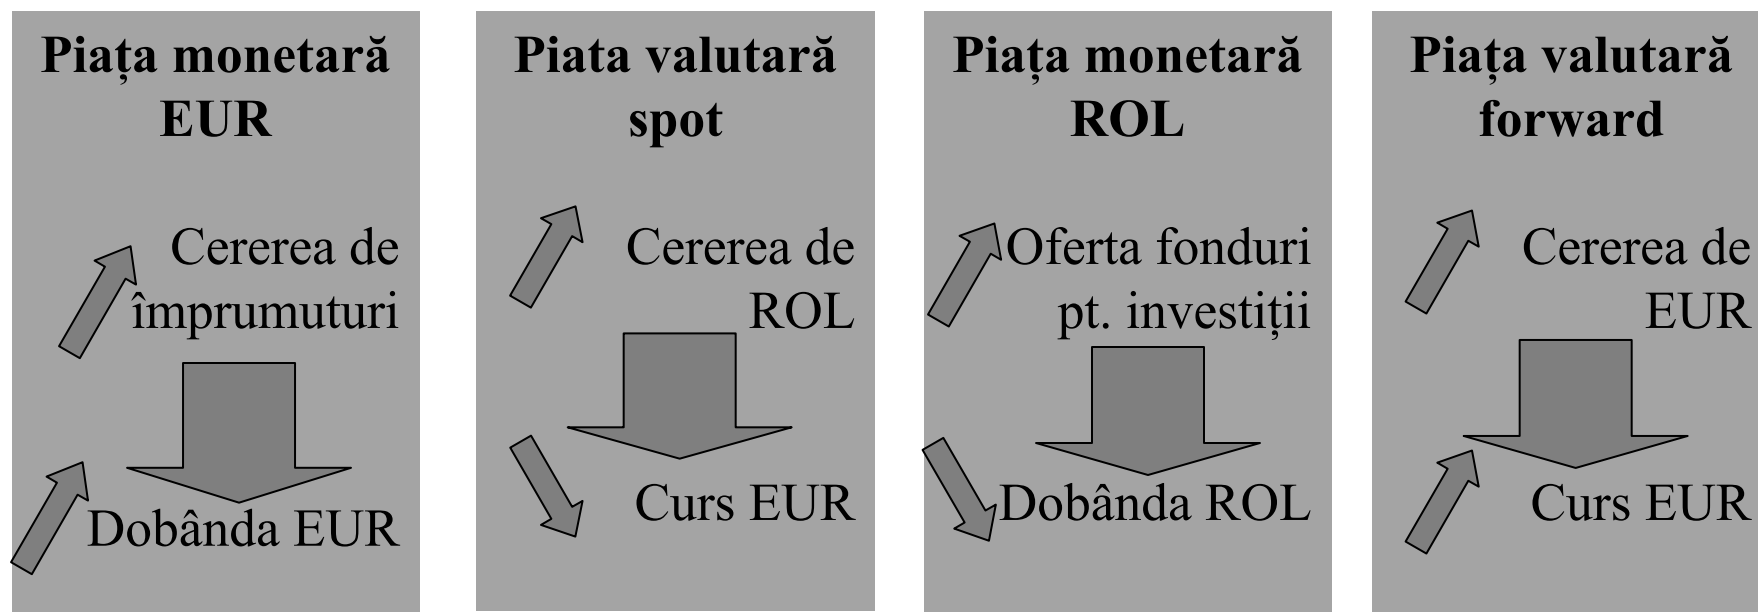 Piața monetară
EUR
Cererea de
împrumuturi
Dobânda EUR
Piata valutară
spot
Cererea de
ROL
Curs EUR
Piața monetară
ROL
Oferta fonduri
pt. investiții
Dobânda ROL
Piața valutară
forward
Cererea de
EUR
Curs EUR